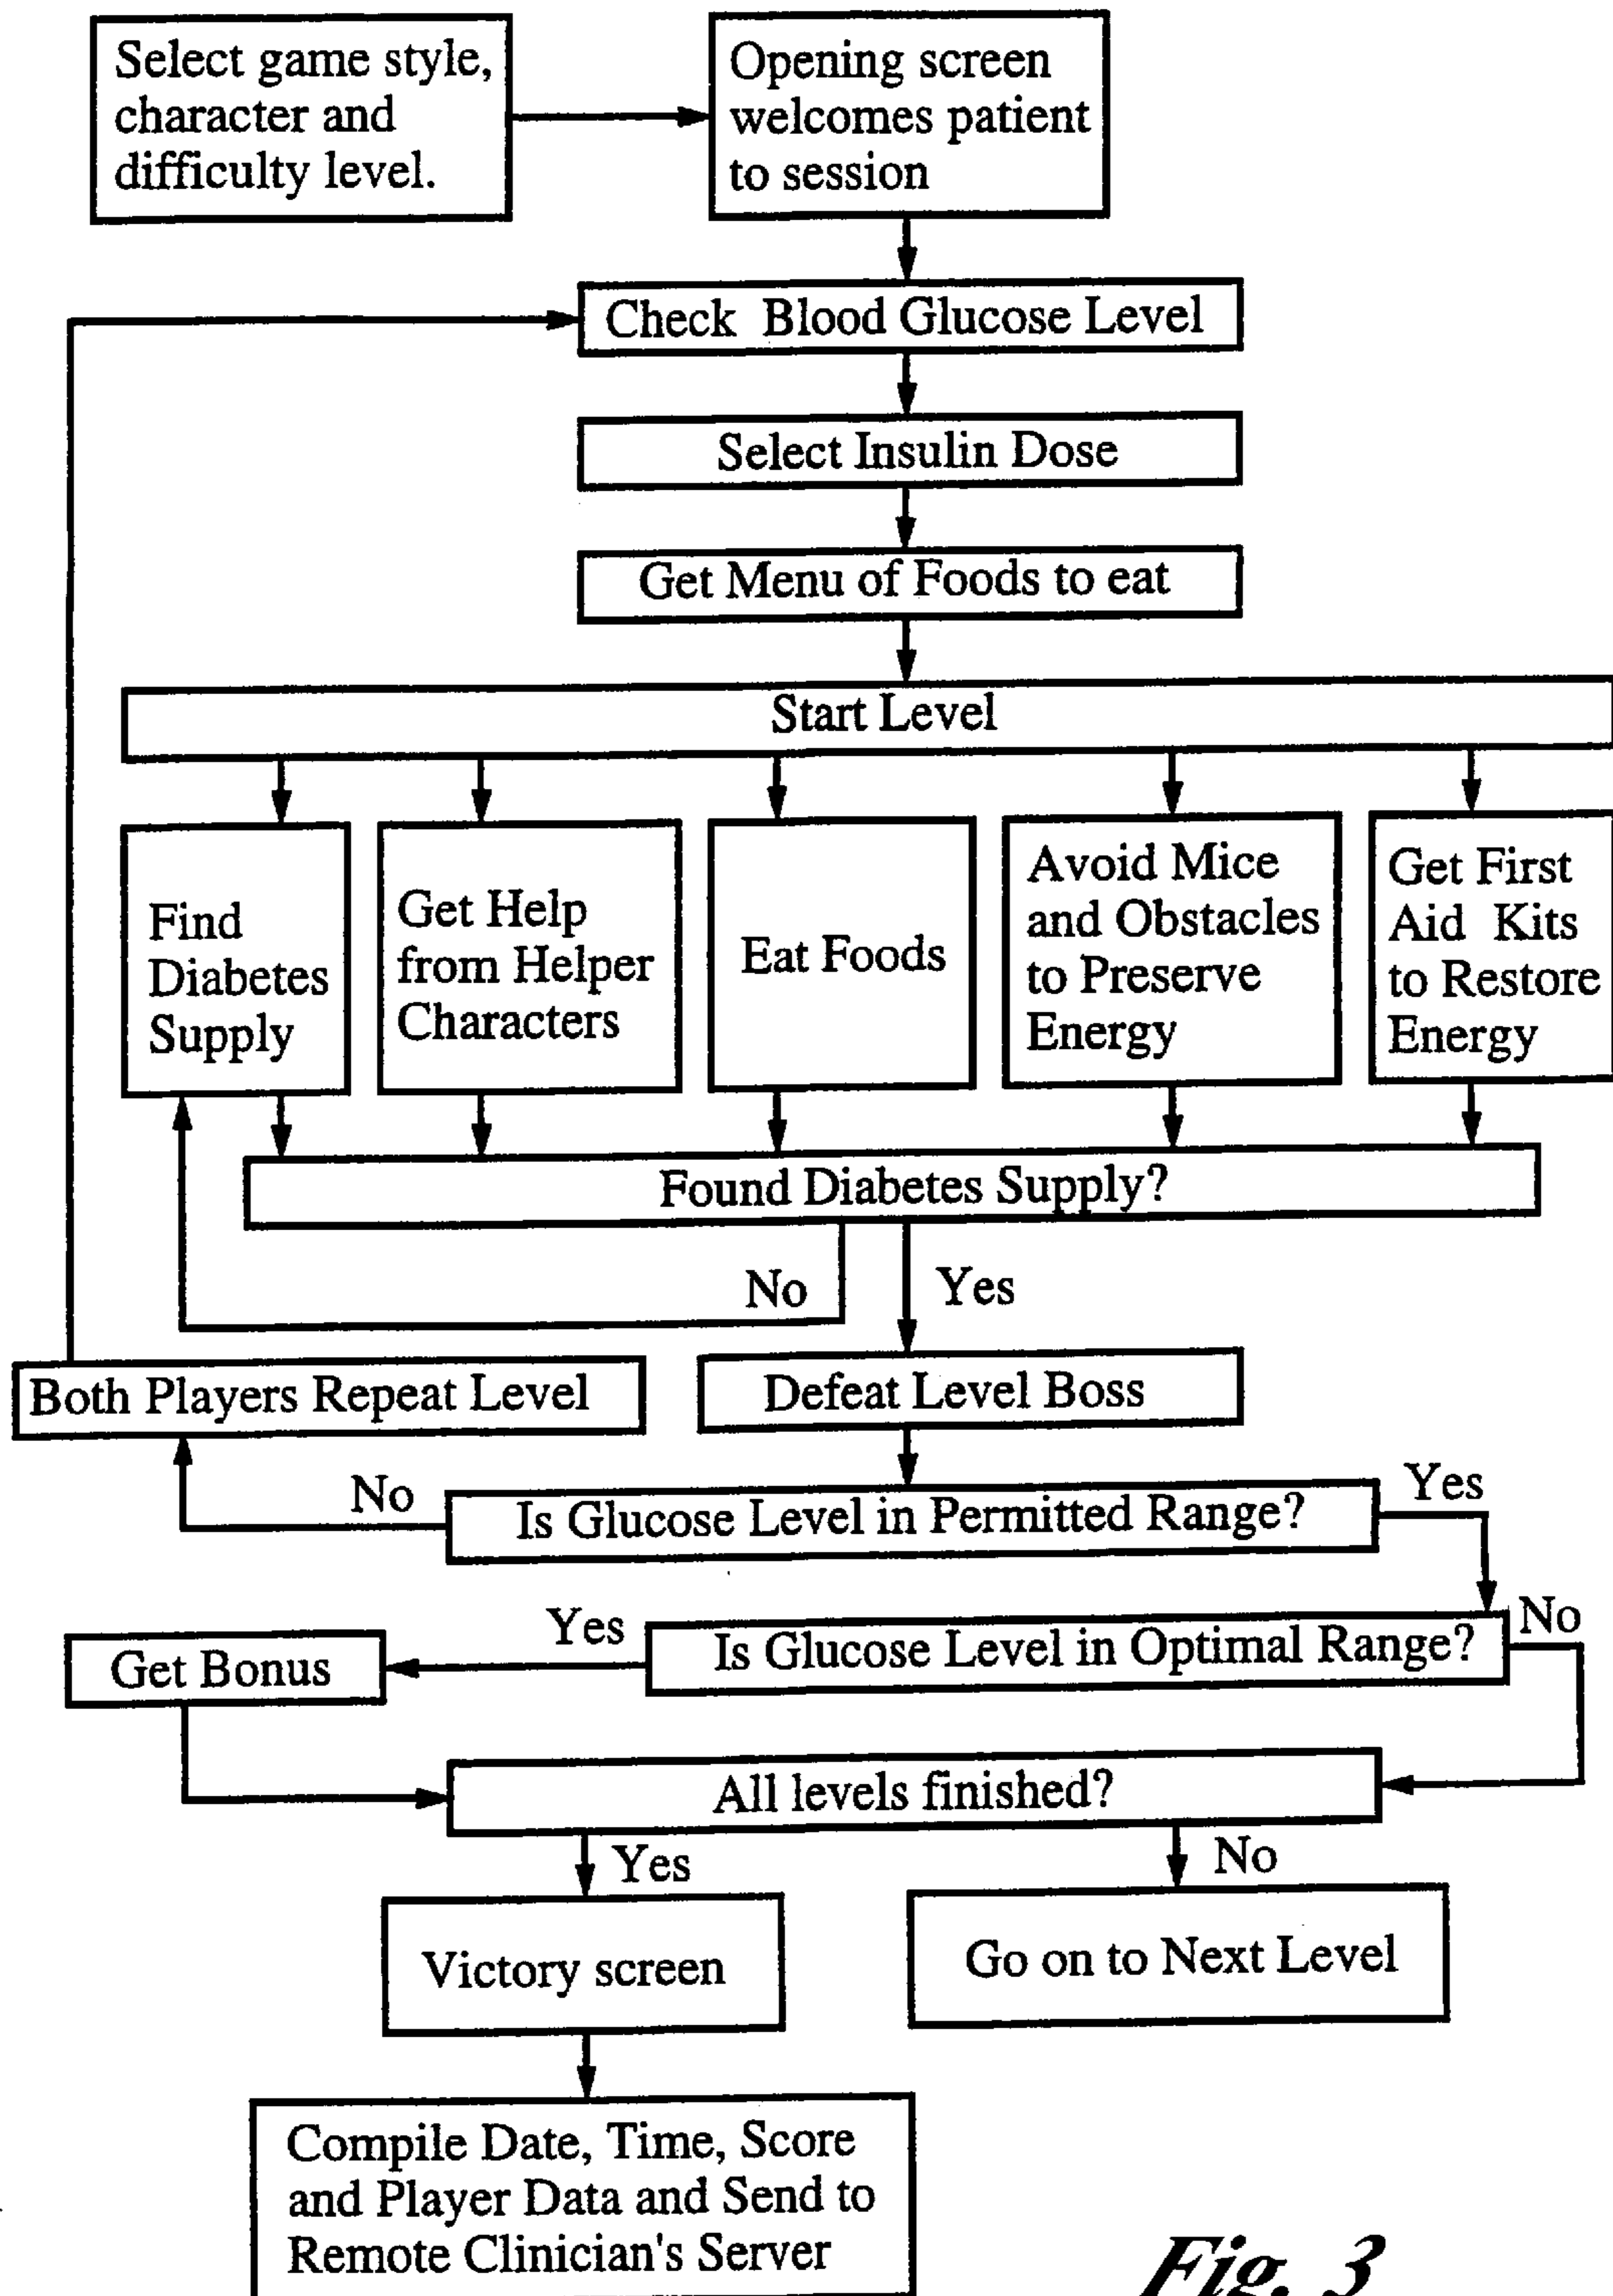 Select game style,
character and
difficulty level.
Opening screen
welcomes patient
to session
Check Blood Glucose Level
Select Insulin Dose
Get Menu of Foods to eat
Start Level
Find
Diabetes
Supply
Get Help
from Helper
Characters
Eat Foods
Avoid Mice
and Obstacles
to Preserve
Energy
Get First
Aid Kits
to Restore
Energy
Found Diabetes Supply?
No
Yes
Both Players Repeat Level
Defeat Level Boss
No
Is Glucose Level in Permitted Range?
Yes
Yes
Is Glucose Level in Optimal Range?
No
Get Bonus
All levels finished?
Yes
No
Victory screen
Go on to Next Level
Compile Date, Time, Score
and Player Data and Send to
Remote Clinician's Server
Fig. 3